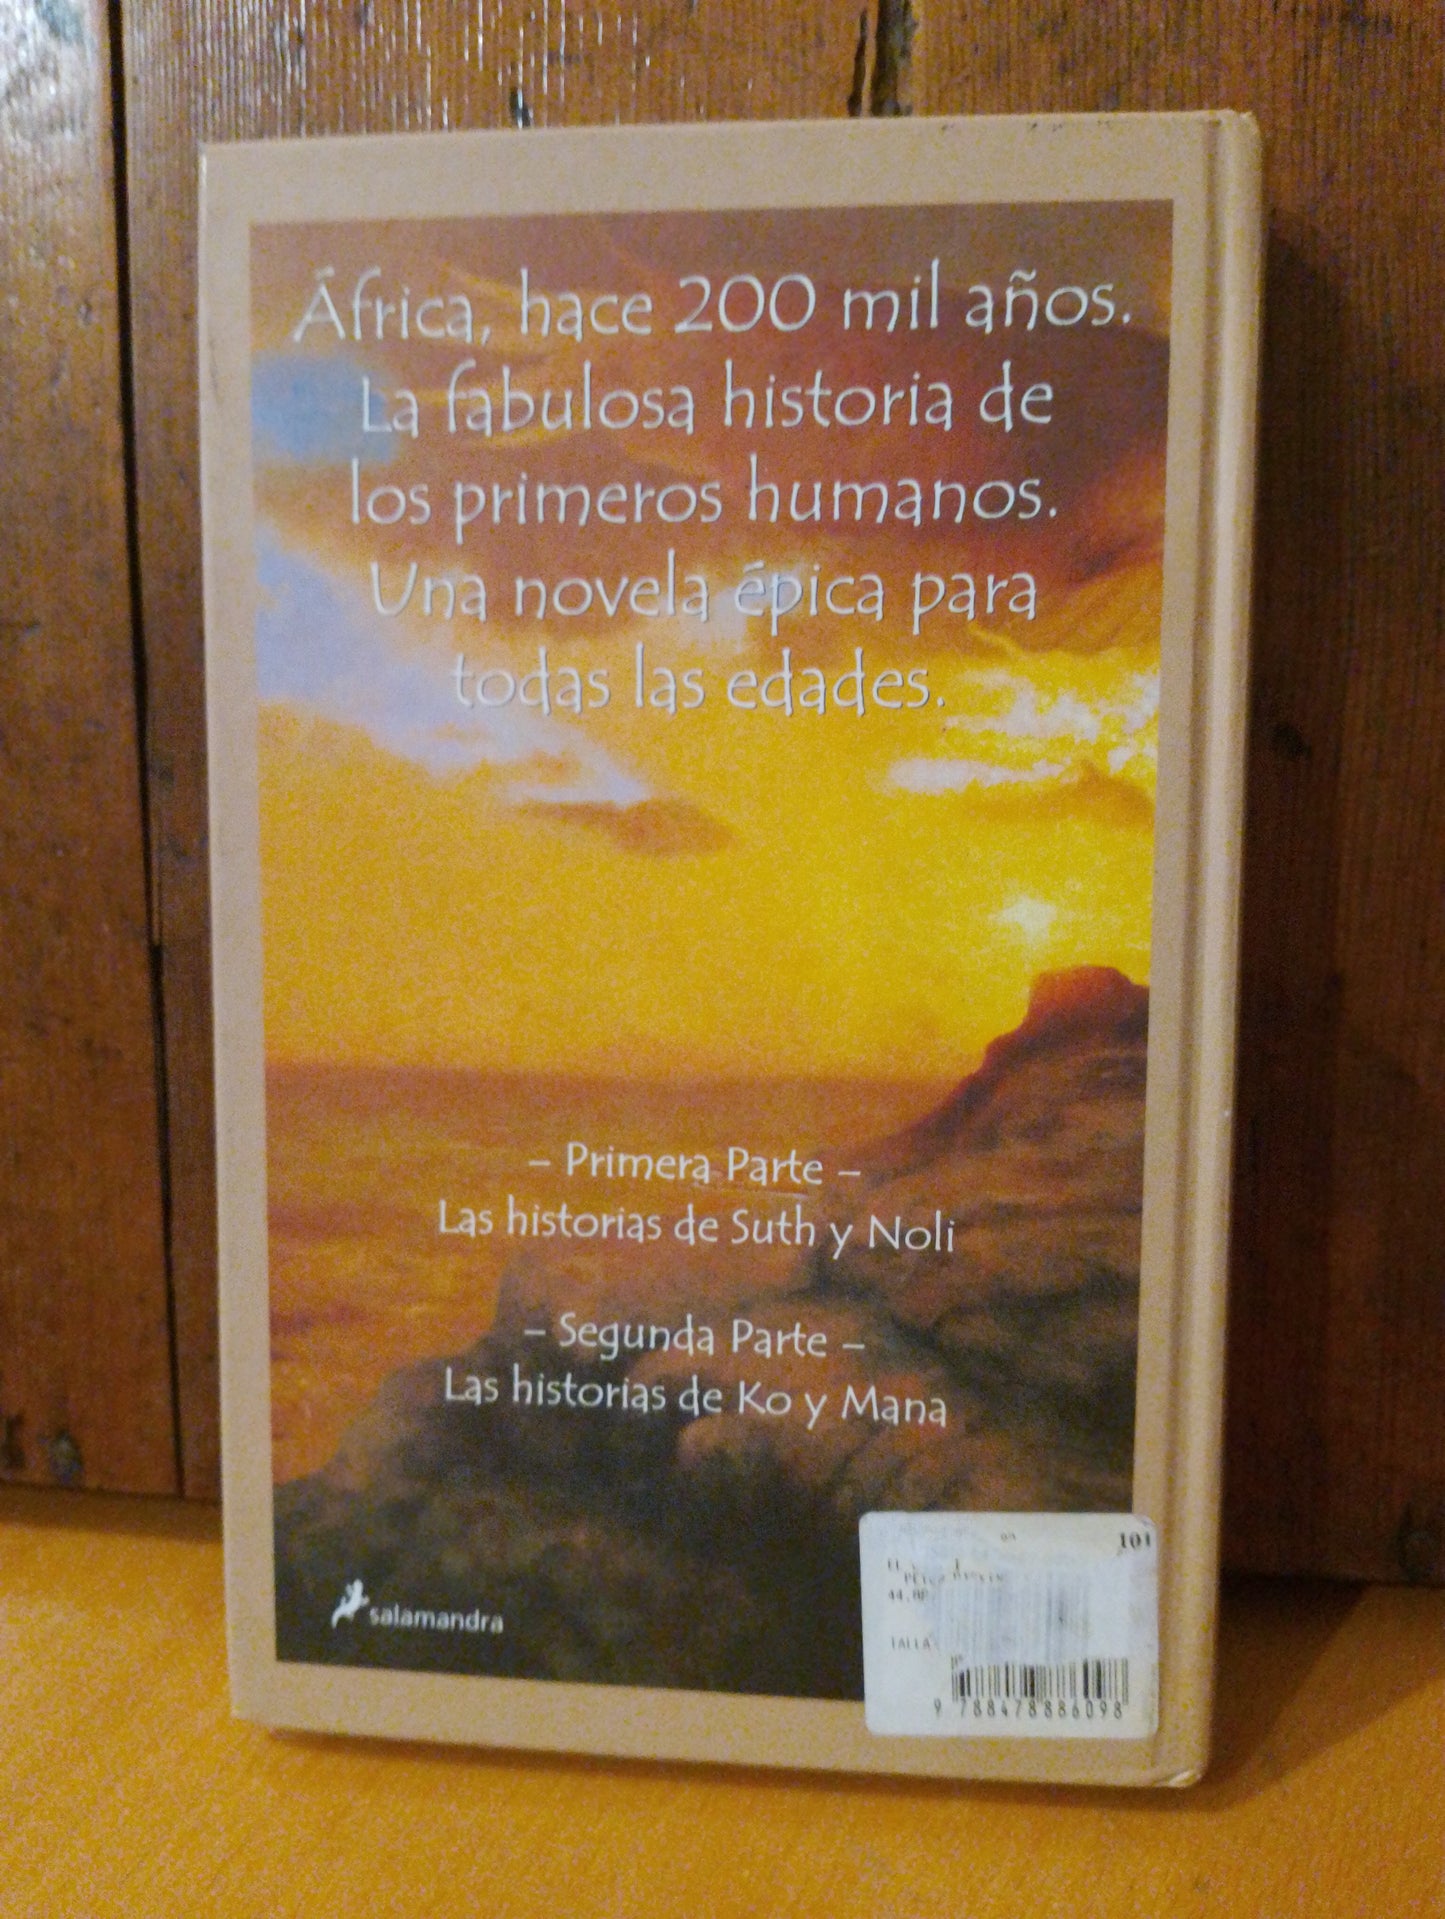 África, hace 200 mil años.
La fabulosa historia de
los primeros humanos.
Una novela épica para
todas las edades.
– Primera Parte –
Las historias de Suth y Noli
– Segunda Parte –
Las historias de Ko y Mana
salamandra
101
TALLA
9 788478 886098